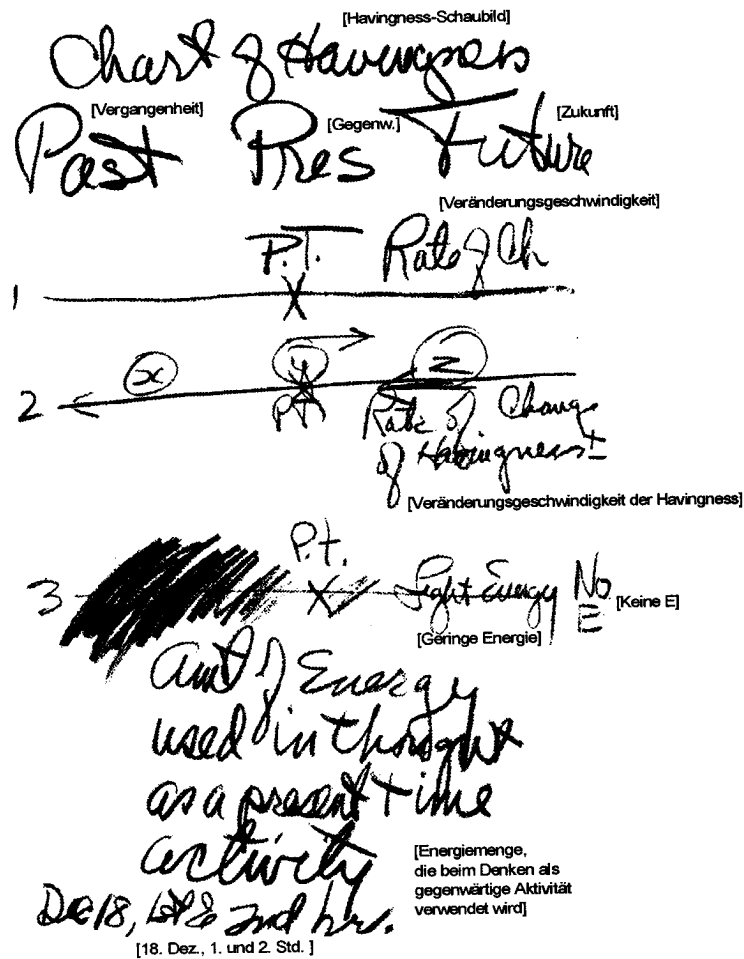 [Havingness-Schaubild]
Chart of Havingness
[Vergangenheit] [Gegenw.] [Zukunft]
Past Pres Future
[Veränderungsgeschwindigkeit]
P.T. Rate of Ch
1 X X
x y z
2 PT Rate of Change
of Havingness ±
[Veränderungsgeschwindigkeit der Havingness]
P.t.
3 X Light Energy No E [Keine E]
[Geringe Energie]
Amt of Energy
used in thought
as a present time
activity
[Energiemenge,
die beim Denken als
gegenwärtige Aktivität
verwendet wird]
Dec 18, 1st & 2nd hr.
[18. Dez., 1. und 2. Std. ]